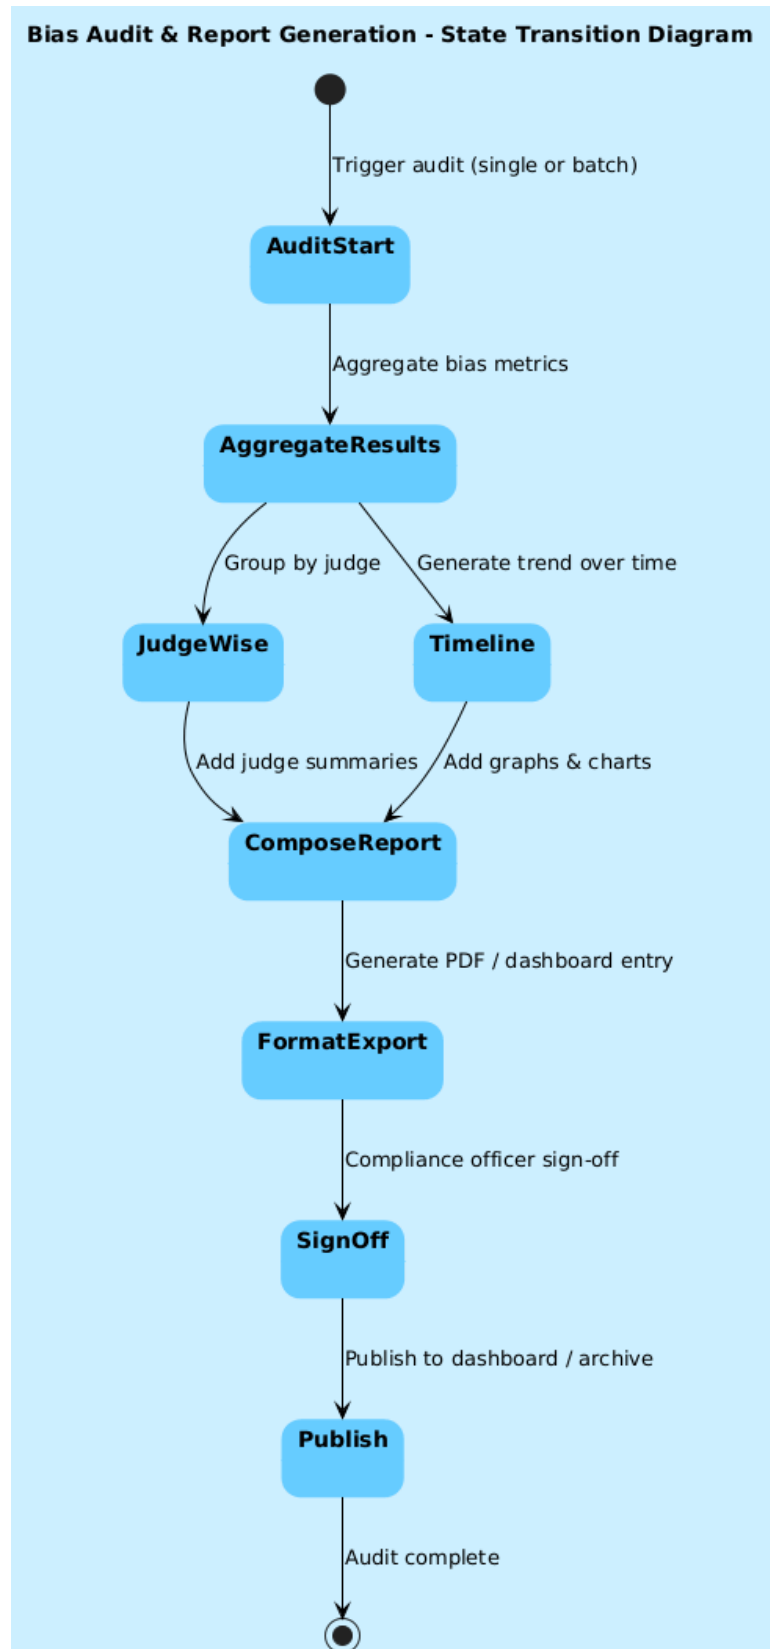 Bias Audit & Report Generation - State Transition Diagram
Trigger audit (single or batch)
AuditStart
Aggregate bias metrics
AggregateResults
Group by judge
Generate trend over time
JudgeWise
Timeline
Add judge summaries
Add graphs & charts
ComposeReport
Generate PDF / dashboard entry
FormatExport
Compliance officer sign-off
SignOff
Publish to dashboard / archive
Publish
Audit complete